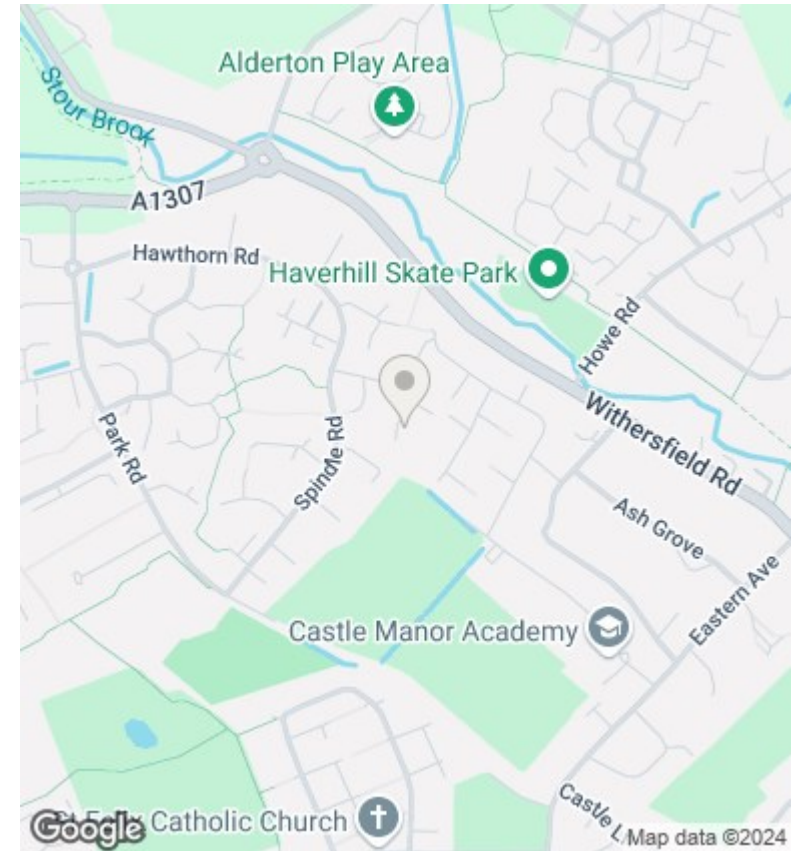 Alderton Play Area
Stour Brook
A1307
Hawthorn Rd
Haverhill Skate Park
Howe Rd
Withersfield Rd
Park Rd
Spindle Rd
Ash Grove
Eastern Ave
Castle Manor Academy
Castle L
Catholic Church
Google
Map data ©2024